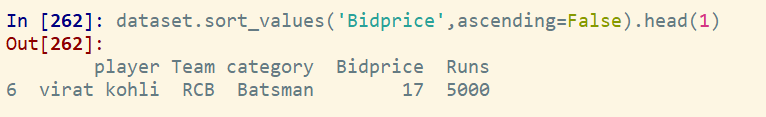 In [262]: dataset.sort_values('Bidprice',ascending=False).head(1)
Out[262]:
player Team category Bidprice Runs
6 virat kohli RCB Batsman 17 5000